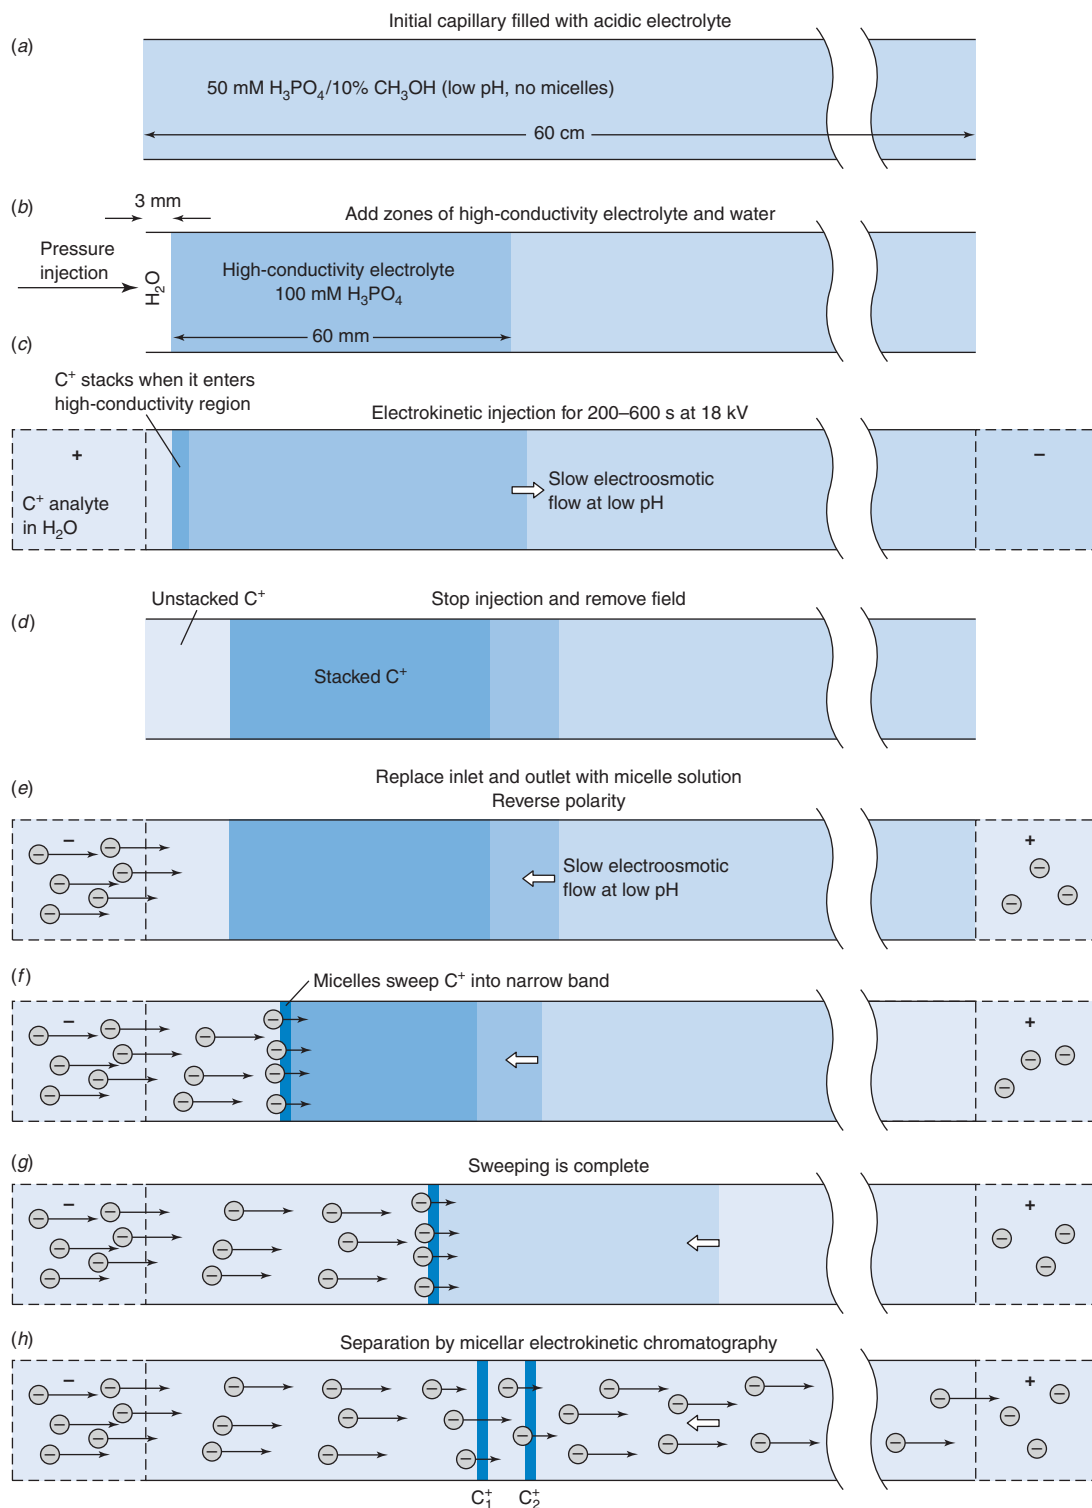 Initial capillary filled with acidic electrolyte
(a)
50 mM H₃PO₄/10% CH₃OH (low pH, no micelles)
60 cm
(b)
3 mm
Add zones of high-conductivity electrolyte and water
Pressure
injection
H₂O
High-conductivity electrolyte
100 mM H₃PO₄
60 mm
(c)
C⁺ stacks when it enters
high-conductivity region
Electrokinetic injection for 200–600 s at 18 kV
+
–
C⁺ analyte
in H₂O
Slow electroosmotic
flow at low pH
(d)
Unstacked C⁺
Stop injection and remove field
Stacked C⁺
(e)
Replace inlet and outlet with micelle solution
Reverse polarity
–
+
Slow electroosmotic
flow at low pH
(f)
Micelles sweep C⁺ into narrow band
–
+
(g)
Sweeping is complete
–
+
(h)
Separation by micellar electrokinetic chromatography
–
+
C₁⁺ C₂⁺